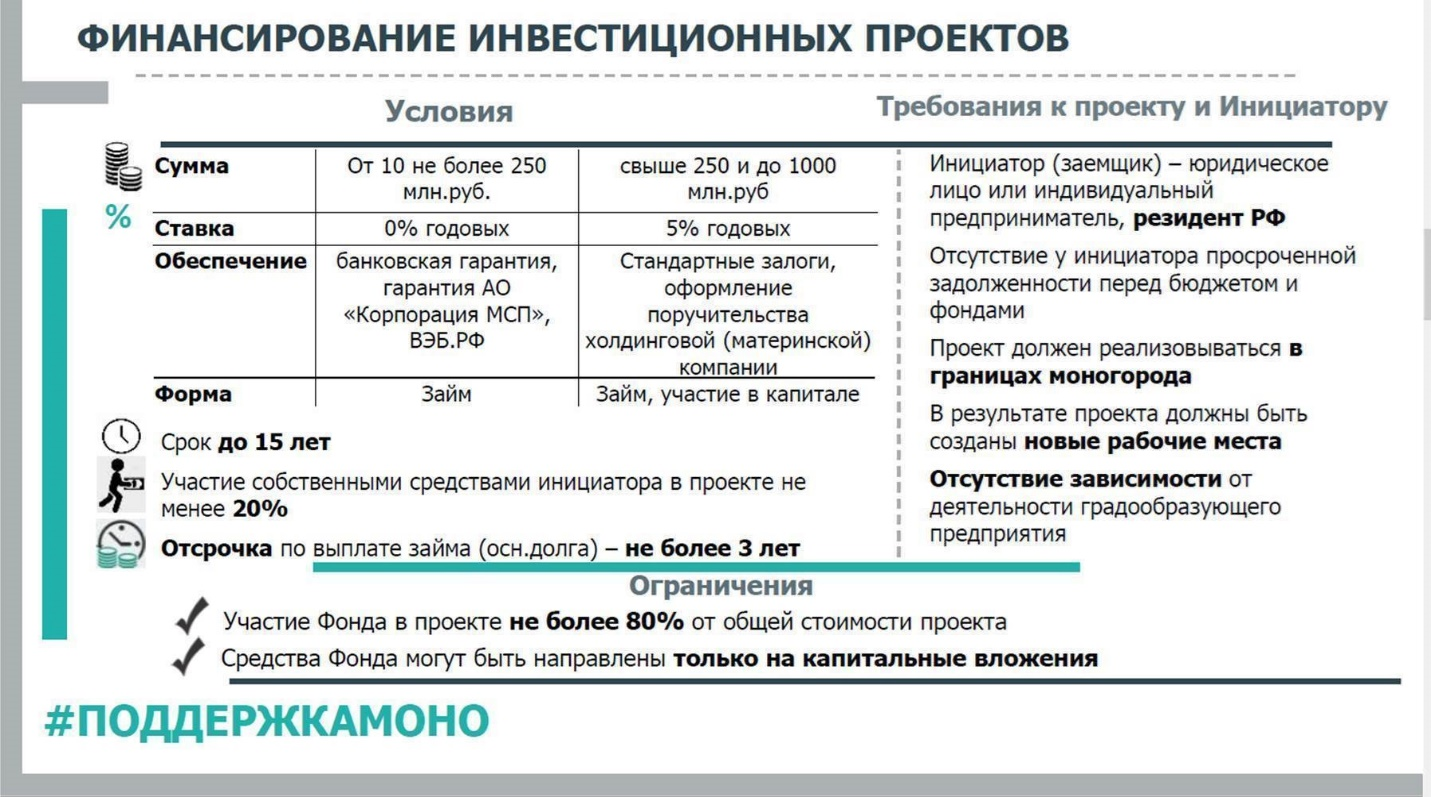 ФИНАНСИРОВАНИЕ ИНВЕСТИЦИОННЫХ ПРОЕКТОВ
Условия
Сумма
От 10 не более 250
млн.руб.
свыше 250 и до 1000
млн.руб
%
Ставка
0% годовых
5% годовых
Обеспечение
банковская гарантия,
гарантия АО
«Корпорация МСП»,
ВЭБ.РФ
Стандартные залоги,
оформление
поручительства
холдинговой (материнской)
компании
Форма
Займ
Займ, участие в капитале
Срок до 15 лет
Участие собственными средствами инициатора в проекте не
менее 20%
Отсрочка по выплате займа (осн.долга) – не более 3 лет
Требования к проекту и Инициатору
Инициатор (заемщик) – юридическое
лицо или индивидуальный
предприниматель, резидент РФ
Отсутствие у инициатора просроченной
задолженности перед бюджетом и
фондами
Проект должен реализовываться в
границах моногорода
В результате проекта должны быть
созданы новые рабочие места
Отсутствие зависимости от
деятельности градообразующего
предприятия
Ограничения
Участие Фонда в проекте не более 80% от общей стоимости проекта
Средства Фонда могут быть направлены только на капитальные вложения
#ПОДДЕРЖКАМОНО